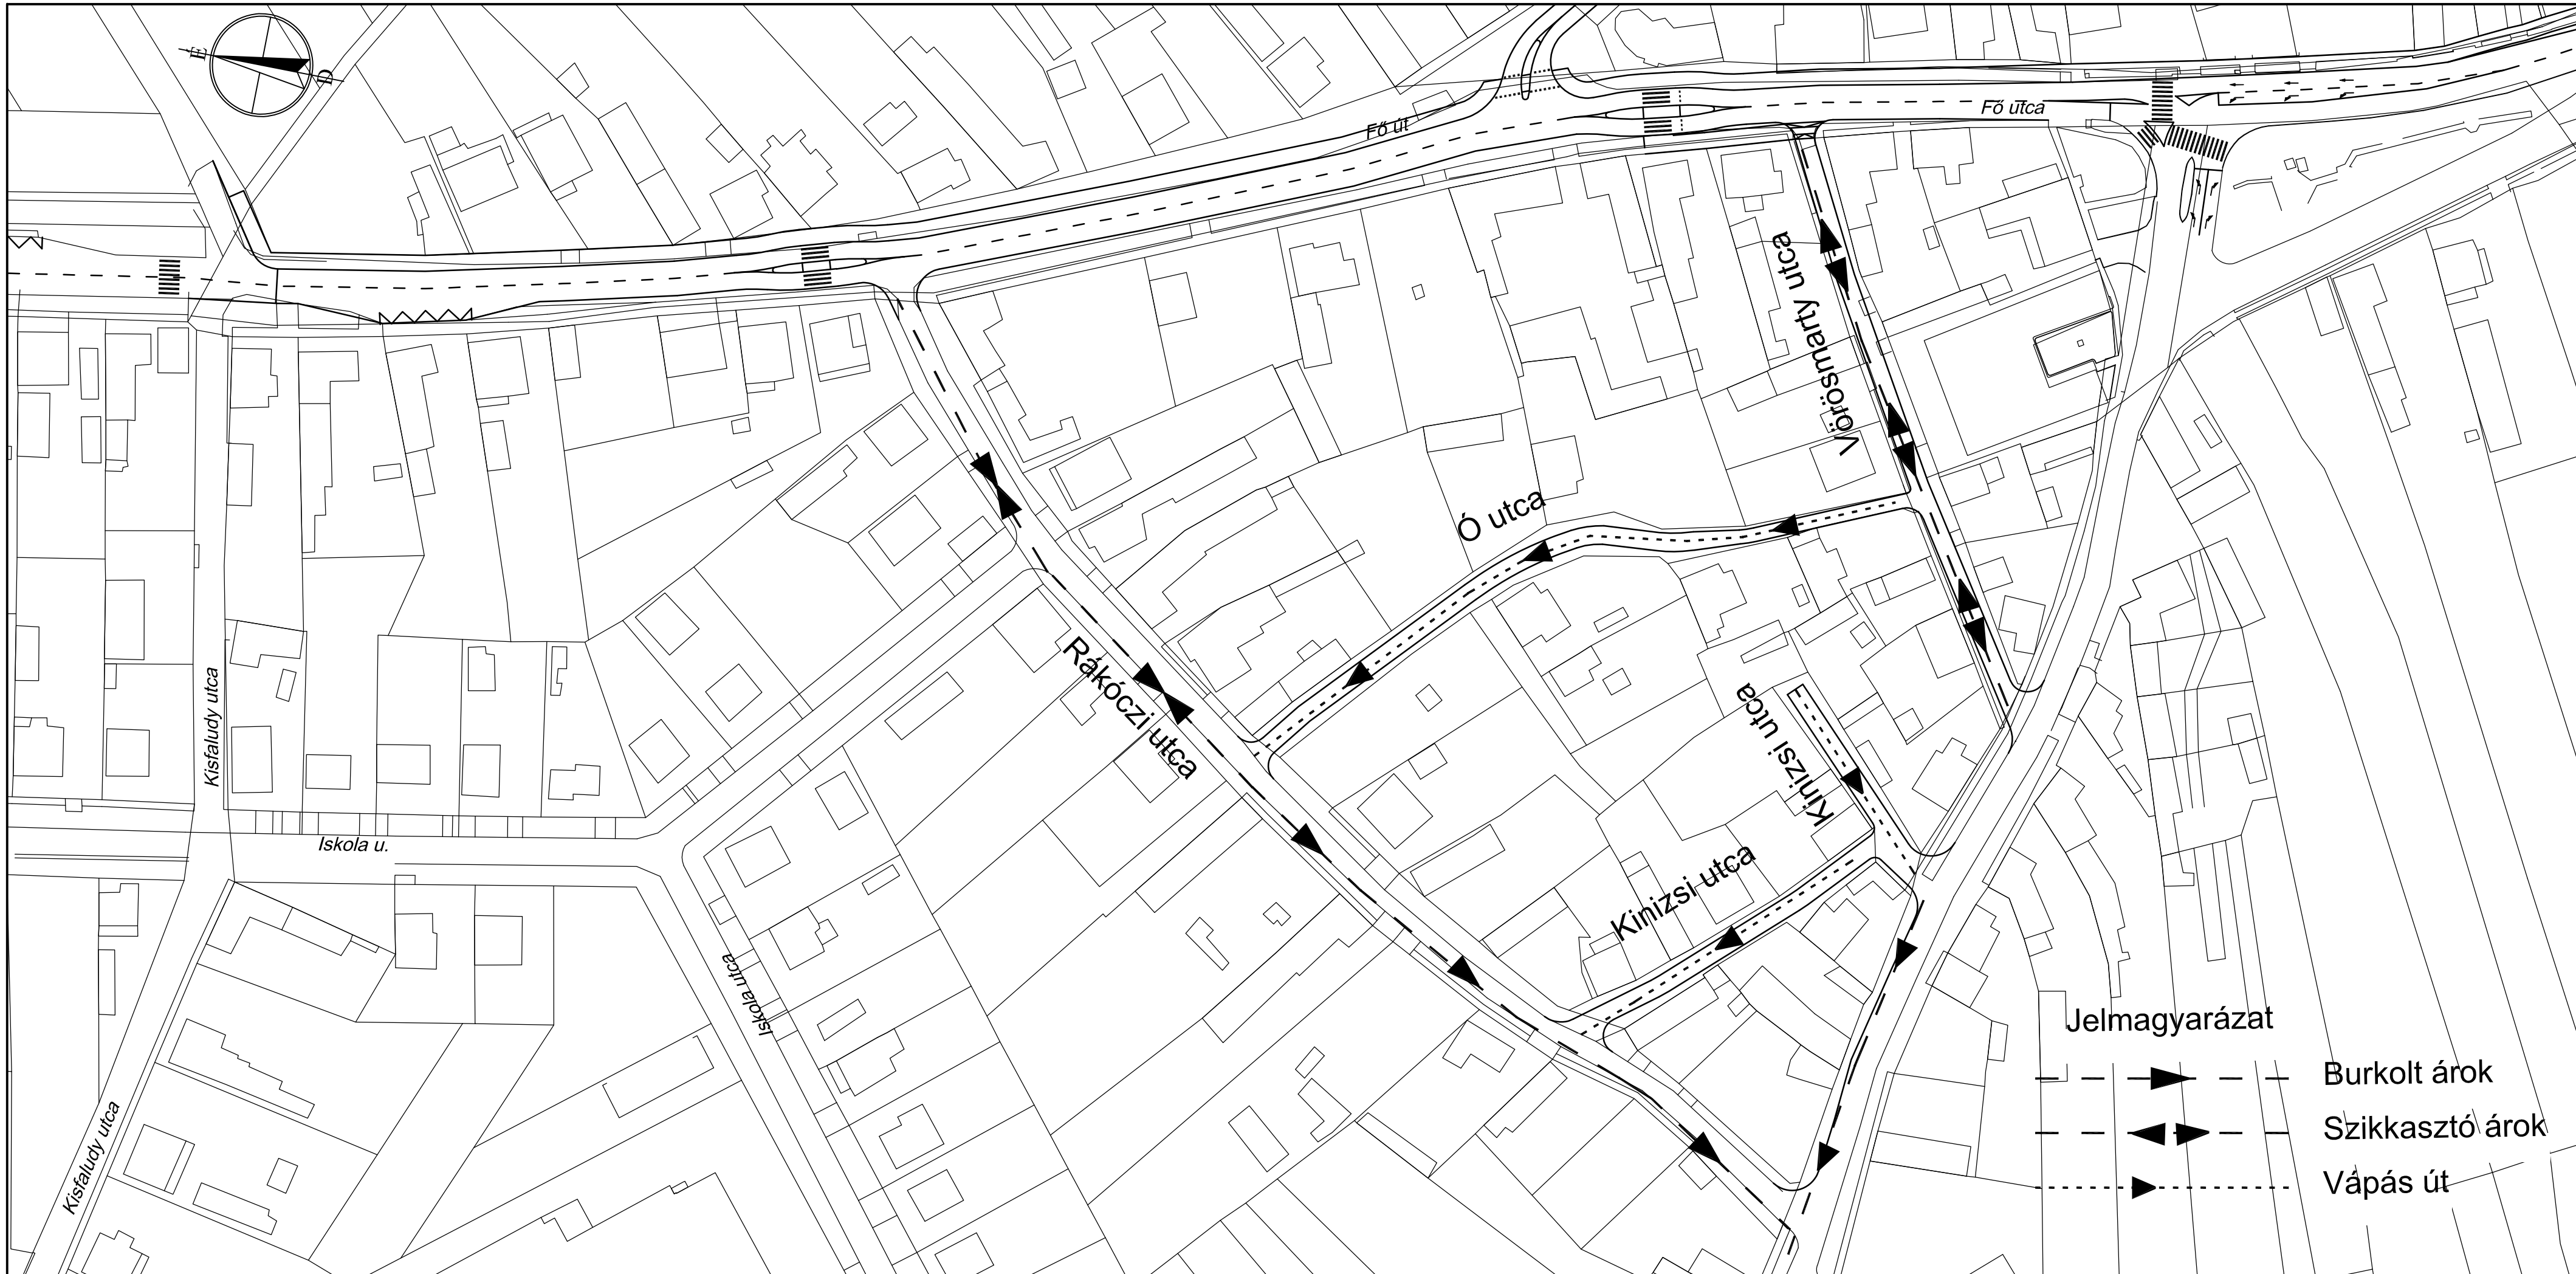 É
D
Fő út
Fő utca
Vörösmarty utca
Ó utca
Rákóczi utca
Kisfaludy utca
Kinizsi utca
Iskola u.
Kinizsi utca
Iskola utca
Kisfaludy utca
Jelmagyarázat
Burkolt árok
Szikkasztó árok
Vápás út